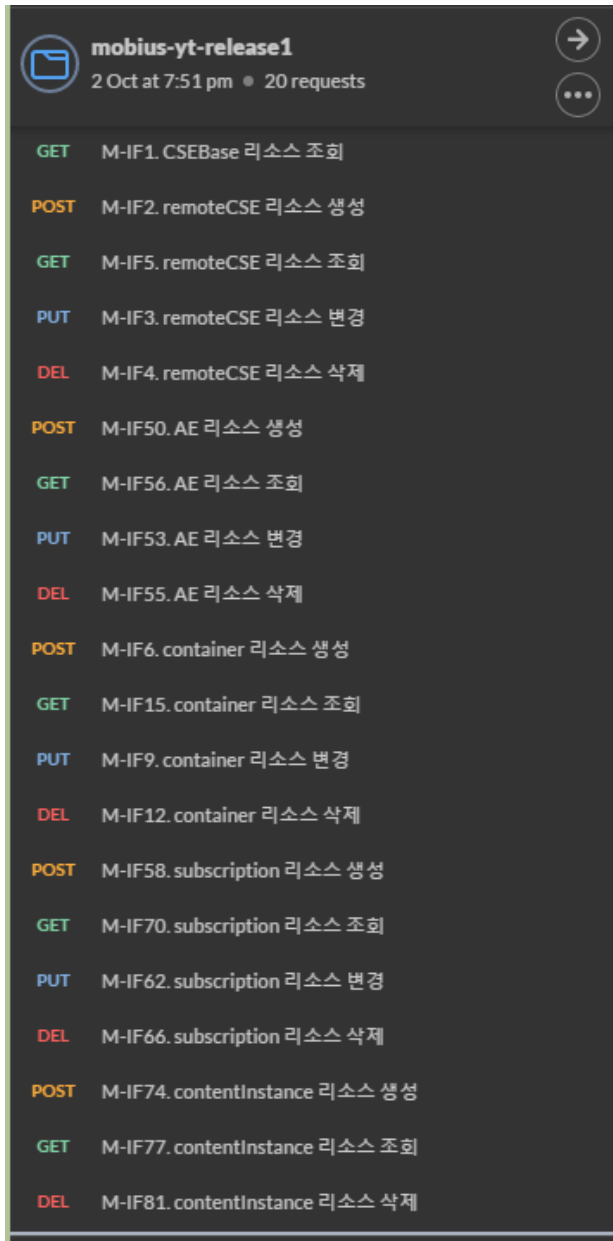 mobius-yt-release1
2 Oct at 7:51 pm ● 20 requests
GET M-IF1. CSEBase 리소스 조회
POST M-IF2. remoteCSE 리소스 생성
GET M-IF5. remoteCSE 리소스 조회
PUT M-IF3. remoteCSE 리소스 변경
DEL M-IF4. remoteCSE 리소스 삭제
POST M-IF50. AE 리소스 생성
GET M-IF56. AE 리소스 조회
PUT M-IF53. AE 리소스 변경
DEL M-IF55. AE 리소스 삭제
POST M-IF6. container 리소스 생성
GET M-IF15. container 리소스 조회
PUT M-IF9. container 리소스 변경
DEL M-IF12. container 리소스 삭제
POST M-IF58. subscription 리소스 생성
GET M-IF70. subscription 리소스 조회
PUT M-IF62. subscription 리소스 변경
DEL M-IF66. subscription 리소스 삭제
POST M-IF74. contentInstance 리소스 생성
GET M-IF77. contentInstance 리소스 조회
DEL M-IF81. contentInstance 리소스 삭제